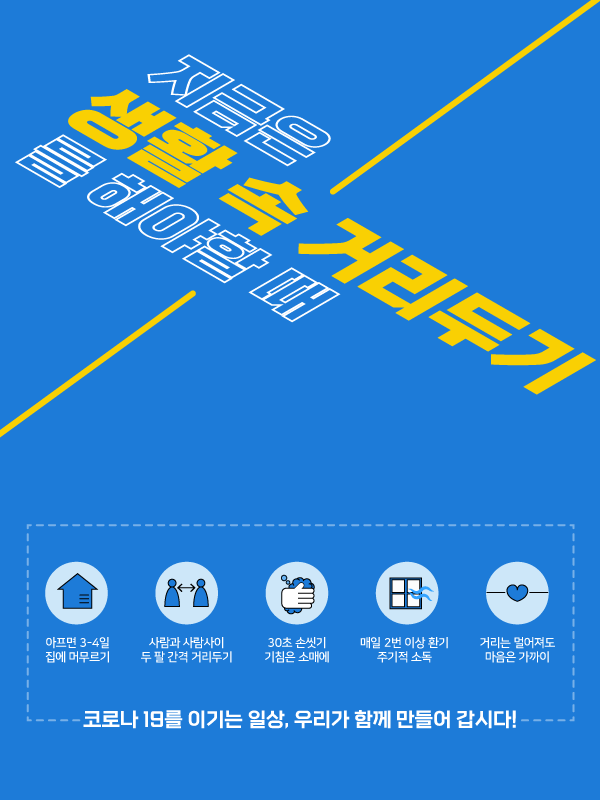 지금은
생활 속 거리두기
를 해야할 때
아프면 3-4일
집에 머무르기
사람과 사람사이
두 팔 간격 거리두기
30초 손씻기
기침은 소매에
매일 2번 이상 환기
주기적 소독
거리는 멀어져도
마음은 가까이
코로나 19를 이기는 일상, 우리가 함께 만들어 갑시다!